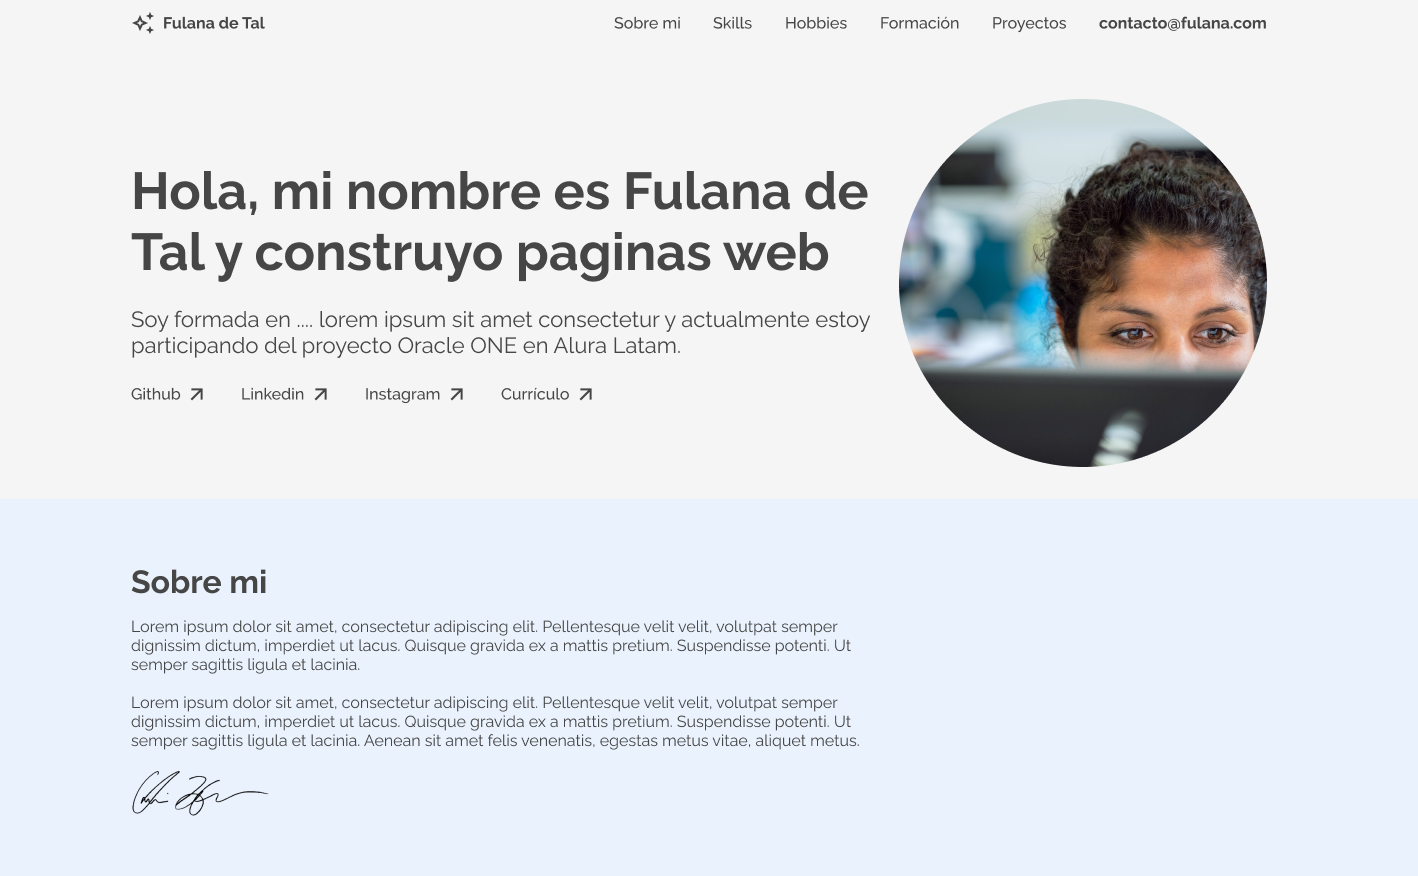 Fulana de Tal
Sobre mi Skills Hobbies Formación Proyectos contacto@fulana.com
Hola, mi nombre es Fulana de
Tal y construyo paginas web
Soy formada en .... lorem ipsum sit amet consectetur y actualmente estoy
participando del proyecto Oracle ONE en Alura Latam.
Github Linkedin Instagram Currículo
Sobre mi
Lorem ipsum dolor sit amet, consectetur adipiscing elit. Pellentesque velit velit, volutpat semper
dignissim dictum, imperdiet ut lacus. Quisque gravida ex a mattis pretium. Suspendisse potenti. Ut
semper sagittis ligula et lacinia.
Lorem ipsum dolor sit amet, consectetur adipiscing elit. Pellentesque velit velit, volutpat semper
dignissim dictum, imperdiet ut lacus. Quisque gravida ex a mattis pretium. Suspendisse potenti. Ut
semper sagittis ligula et lacinia. Aenean sit amet felis venenatis, egestas metus vitae, aliquet metus.